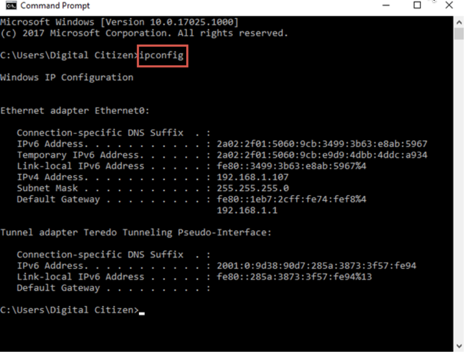 Command Prompt
Microsoft Windows [Version 10.0.17025.1000]
(c) 2017 Microsoft Corporation. All rights reserved.
C:\Users\Digital Citizen>ipconfig
Windows IP Configuration
Ethernet adapter Ethernet0:
Connection-specific DNS Suffix . :
IPv6 Address. . . . . . . . . . . : 2a02:2f01:5060:9cb:3499:3b63:e8ab:5967
Temporary IPv6 Address. . . . . . : 2a02:2f01:5060:9cb:e9d9:4dbb:4ddc:a934
Link-local IPv6 Address . . . . . : fe80::3499:3b63:e8ab:5967%4
IPv4 Address. . . . . . . . . . . : 192.168.1.107
Subnet Mask . . . . . . . . . . . : 255.255.255.0
Default Gateway . . . . . . . . . : fe80::1eb7:2cff:fe74:fef8%4
192.168.1.1
Tunnel adapter Teredo Tunneling Pseudo-Interface:
Connection-specific DNS Suffix . :
IPv6 Address. . . . . . . . . . . : 2001:0:9d38:90d7:285a:3873:3f57:fe94
Link-local IPv6 Address . . . . . : fe80::285a:3873:3f57:fe94%13
Default Gateway . . . . . . . . . :
C:\Users\Digital Citizen>